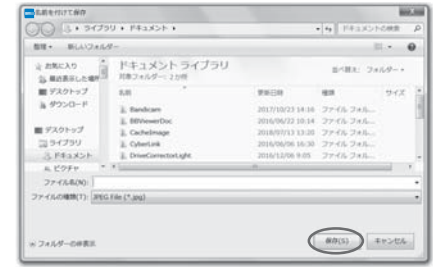 名前を付けて保存
ライブラリ ▸ ドキュメント ▸
ドキュメントの検索
整理 ▼ 新しいフォルダー
お気に入り
最近表示した場所
デスクトップ
ダウンロード
デスクトップ
ライブラリ
ドキュメント
ピクチャ
ドキュメント ライブラリ
対象フォルダー: 2 か所
並べ替え: フォルダー ▼
名前 更新日時 種類 サイズ
Bandicam 2017/10/23 14:16 ファイル フォル...
BBViewerDoc 2016/06/22 10:14 ファイル フォル...
CacheImage 2018/07/13 13:20 ファイル フォル...
CyberLink 2016/06/06 16:30 ファイル フォル...
DriveCorrectorLight 2016/12/06 9:05 ファイル フォル...
ファイル名(N):
ファイルの種類(T): JPEG File (*.jpg)
フォルダーの非表示
保存(S) キャンセル